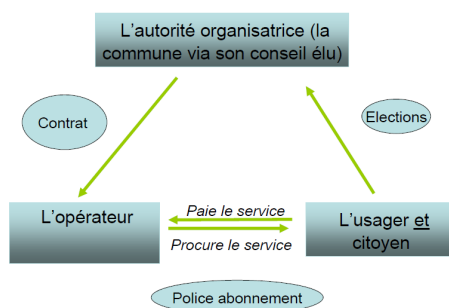 L'autorité organisatrice (la
commune via son conseil élu)
Contrat
Elections
L'opérateur
Paie le service
Procure le service
L'usager et
citoyen
Police abonnement